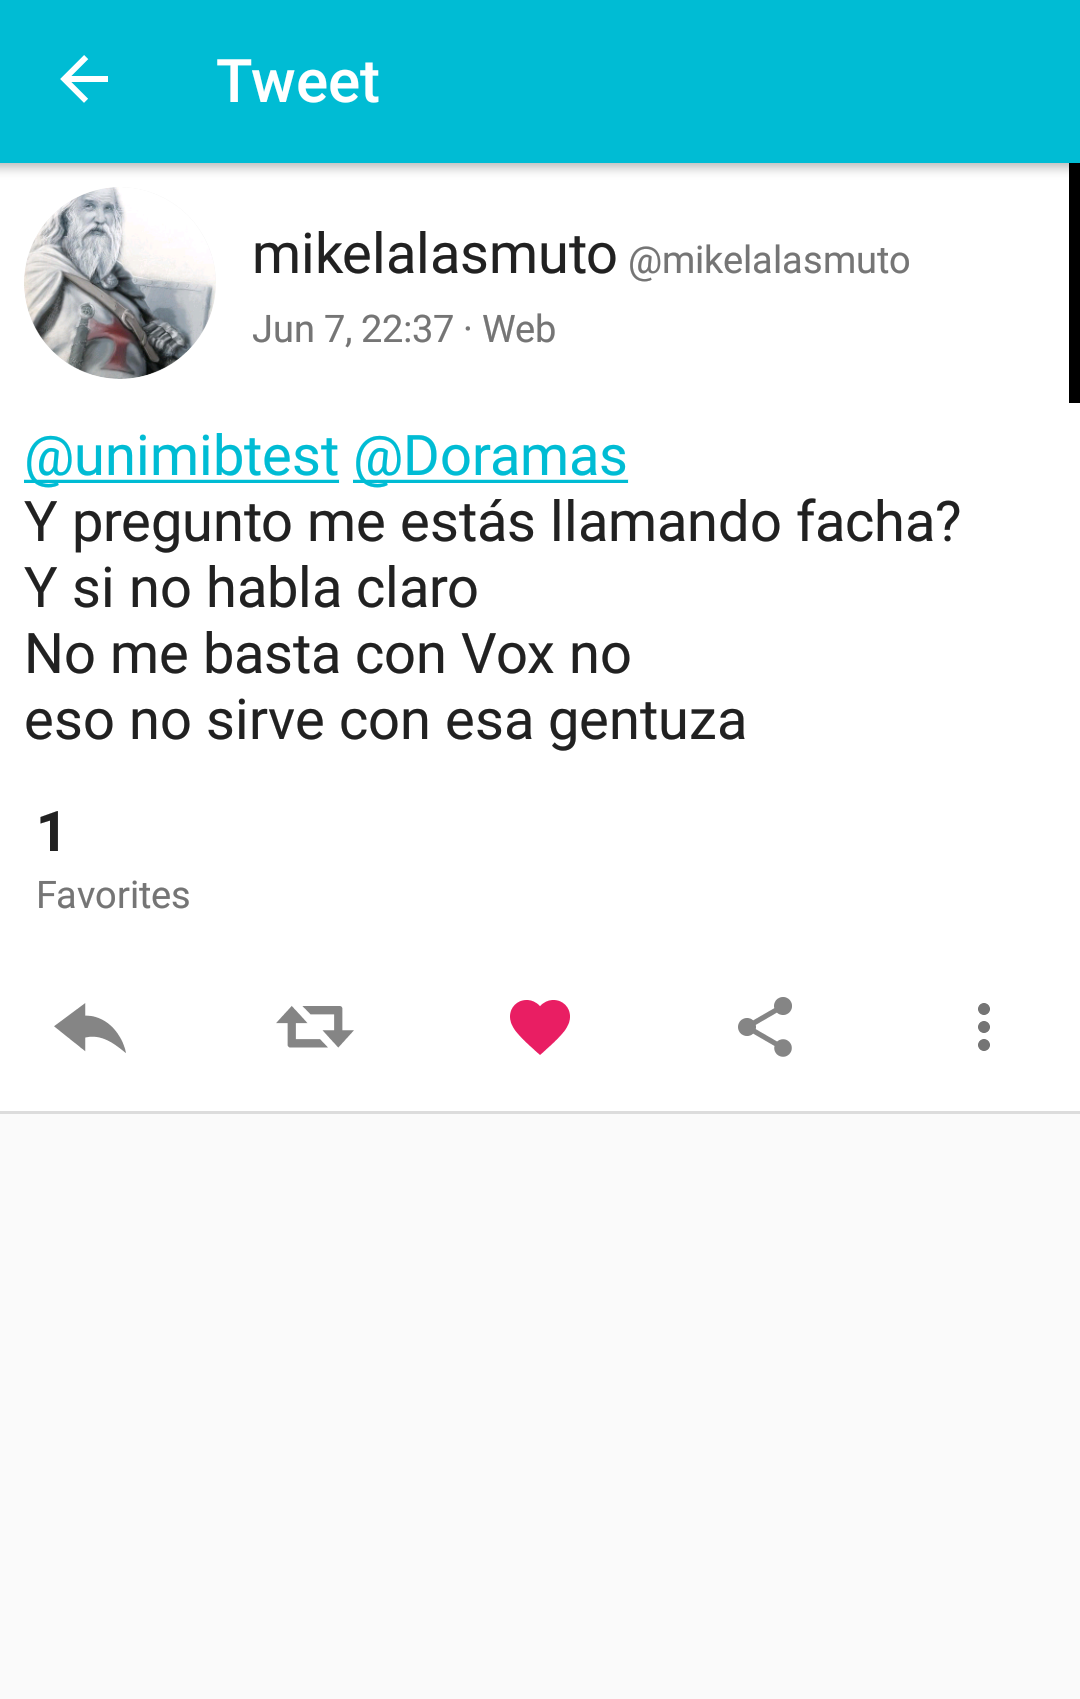 Tweet
mikelalasmuto @mikelalasmuto
Jun 7, 22:37 · Web
@unimibtest @Doramas
Y pregunto me estás llamando facha?
Y si no habla claro
No me basta con Vox no
eso no sirve con esa gentuza
1
Favorites